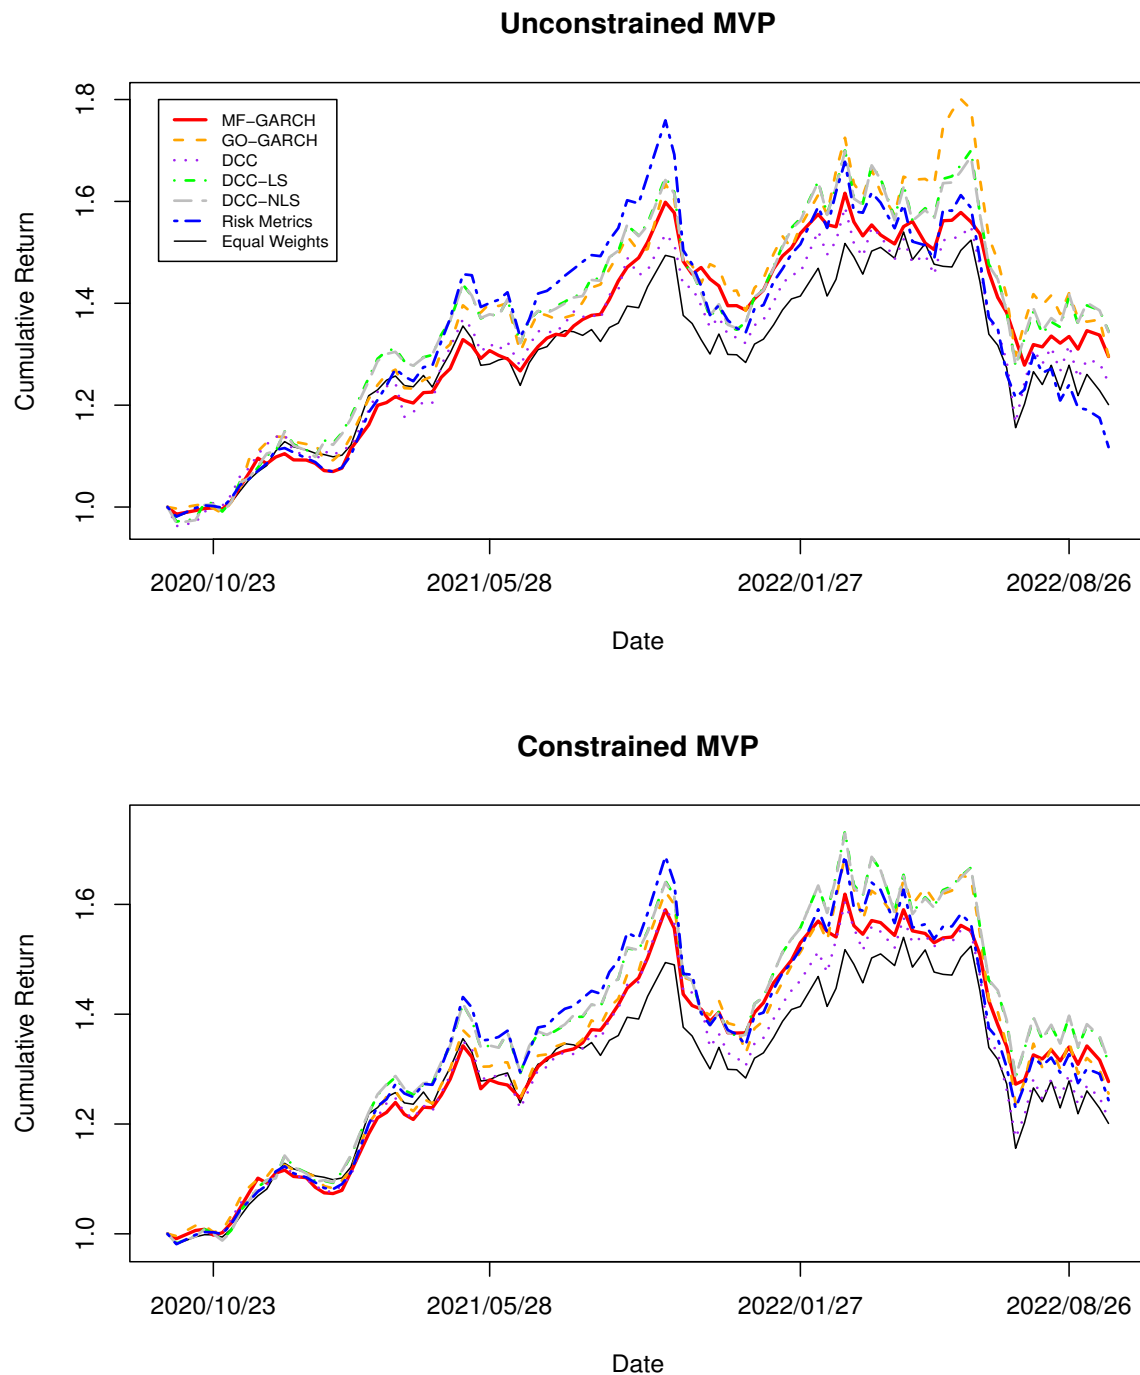 Unconstrained MVP
Cumulative Return
1.8
1.6
1.4
1.2
1.0
MF−GARCH
GO−GARCH
DCC
DCC−LS
DCC−NLS
Risk Metrics
Equal Weights
2020/10/23 2021/05/28 2022/01/27 2022/08/26
Date
Constrained MVP
Cumulative Return
1.6
1.4
1.2
1.0
2020/10/23 2021/05/28 2022/01/27 2022/08/26
Date